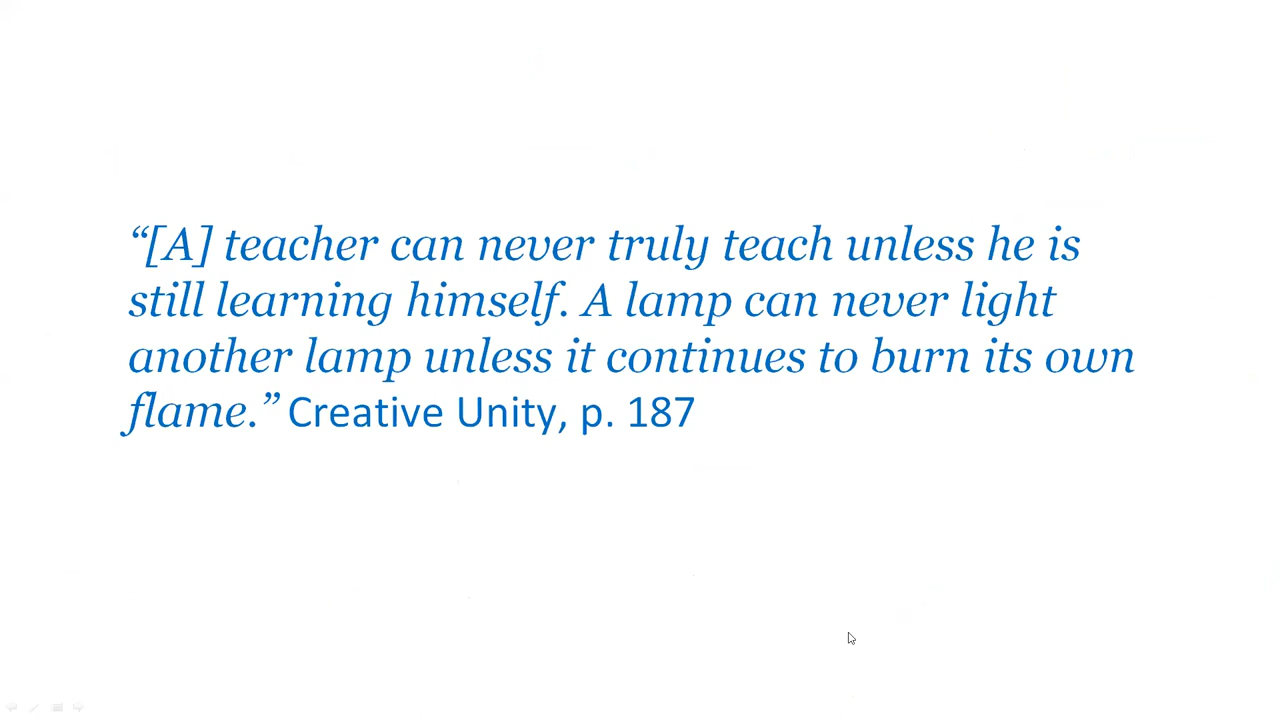 “[A] teacher can never truly teach unless he is
still learning himself. A lamp can never light
another lamp unless it continues to burn its own
flame.” Creative Unity, p. 187